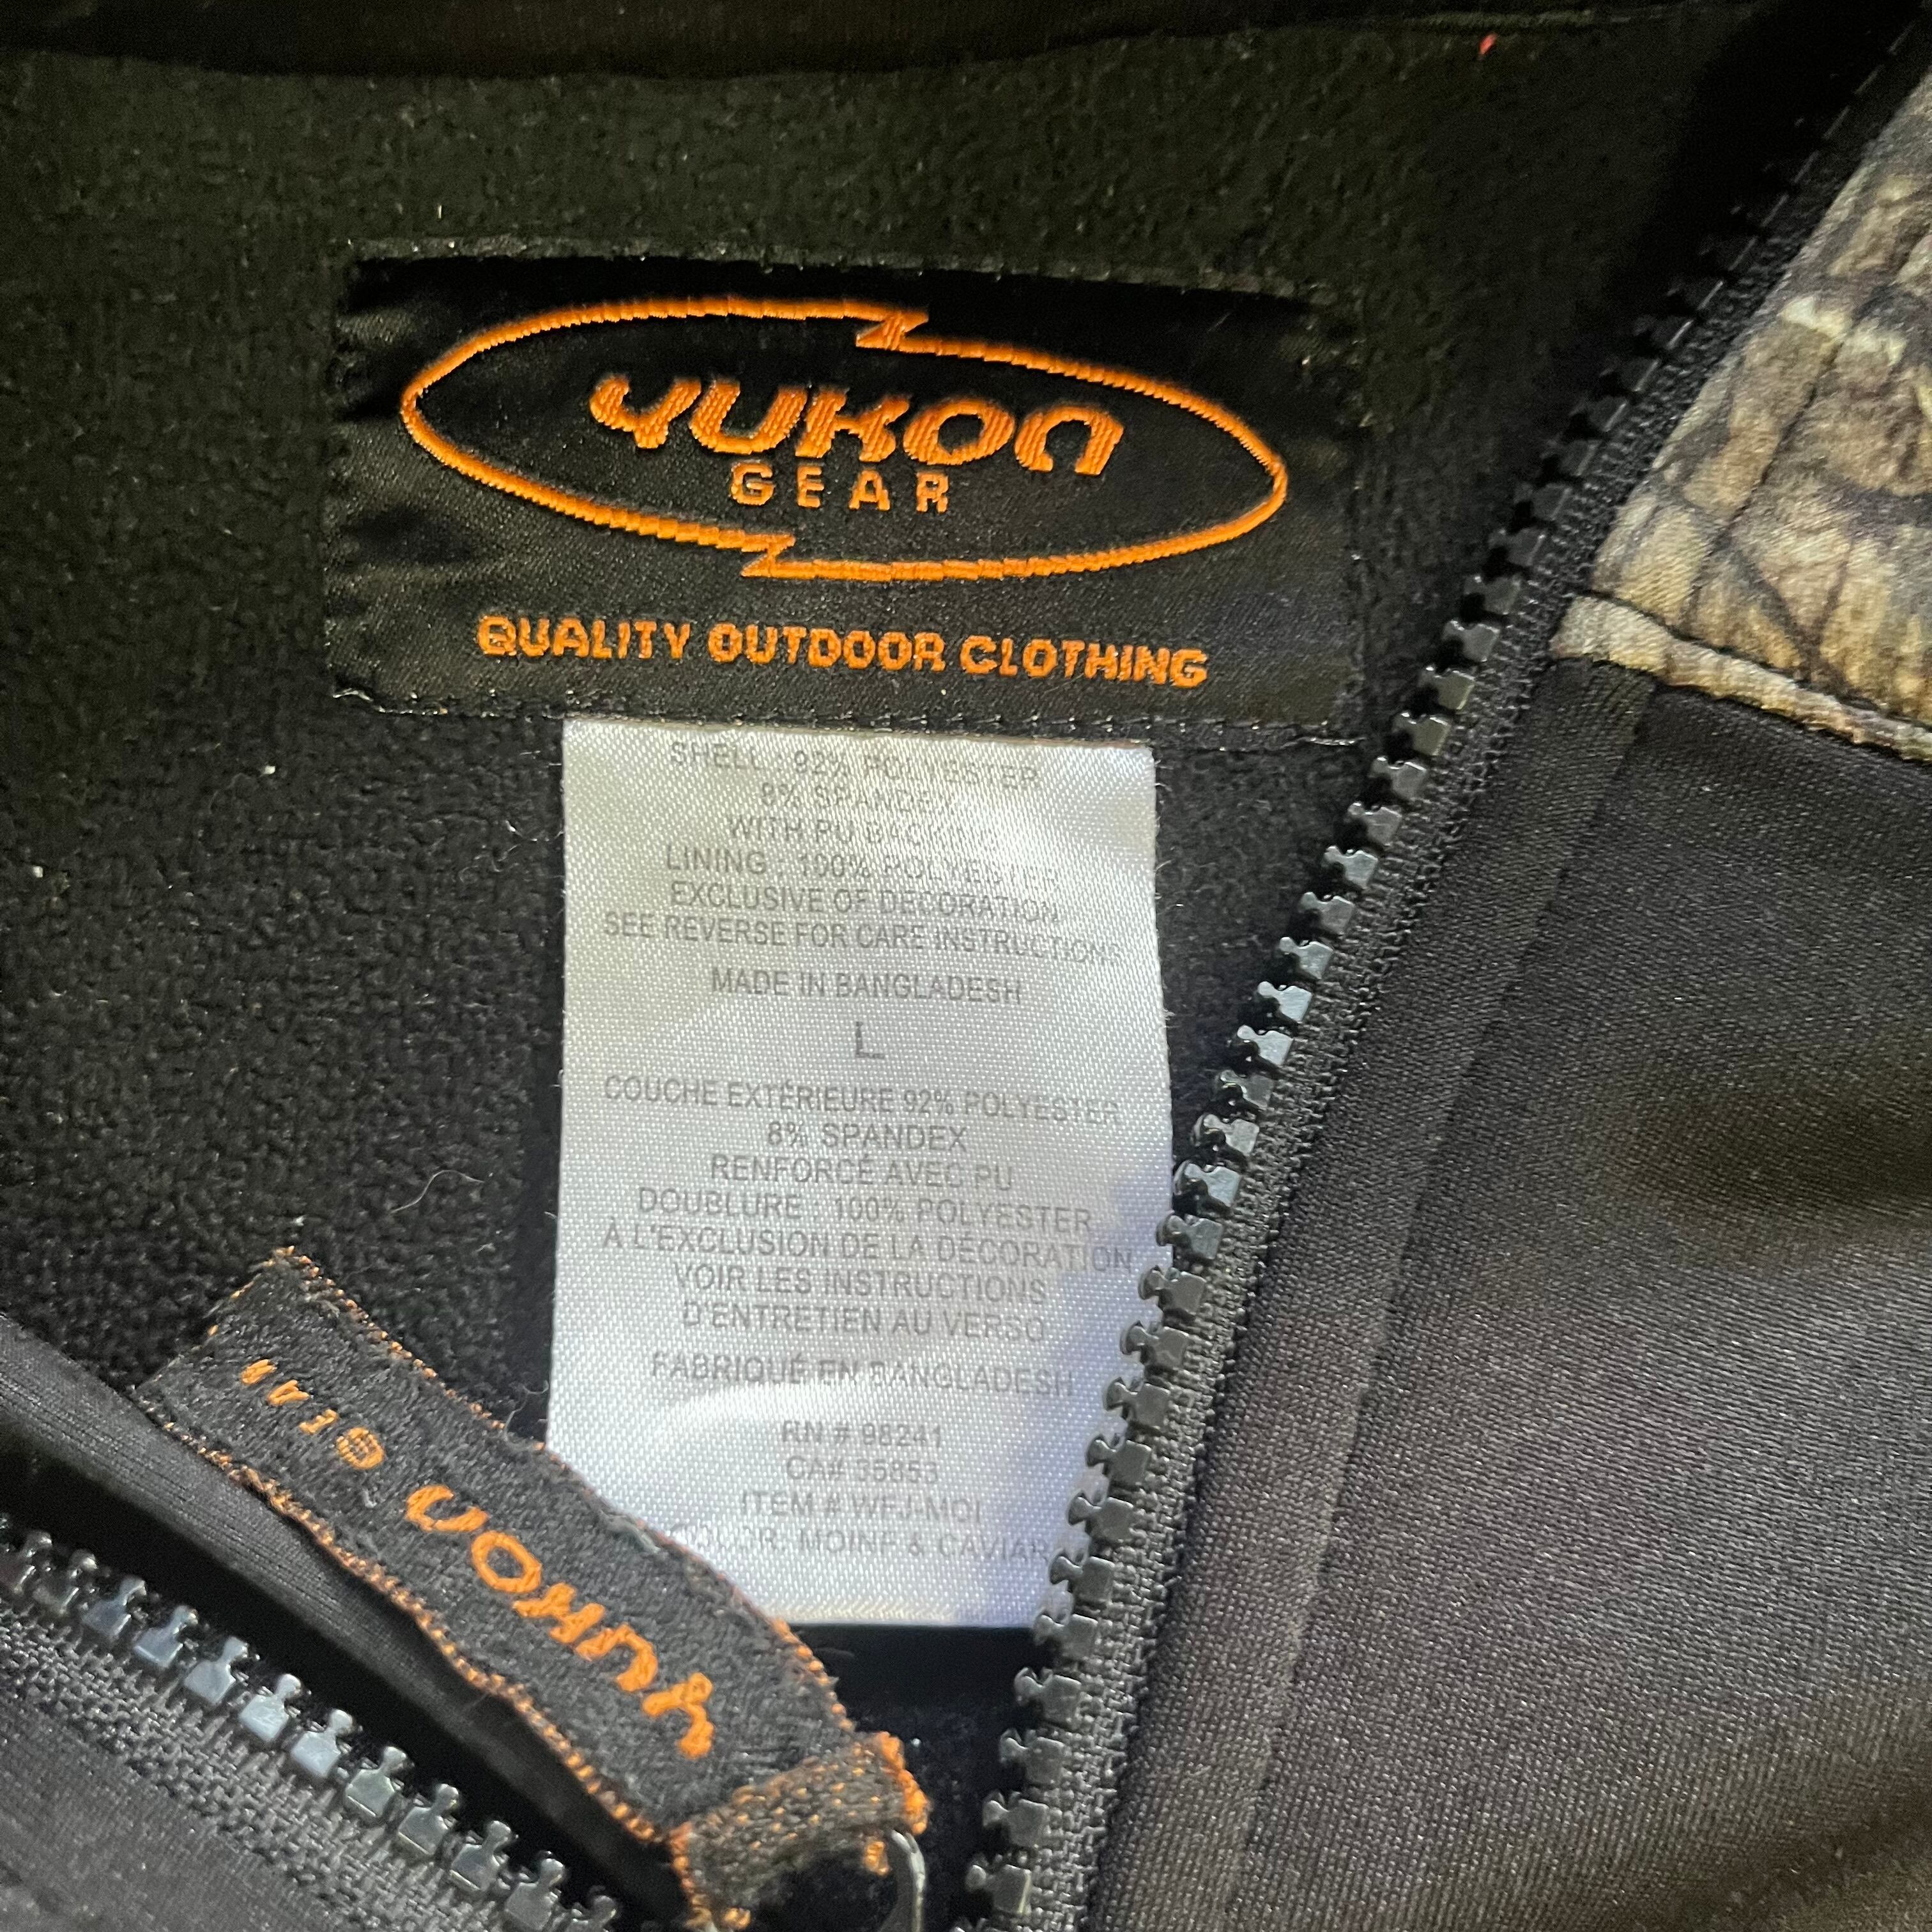 YUKON
GEAR
QUALITY OUTDOOR CLOTHING
SHELL : 92% POLYESTER
8% SPANDEX
WITH PU BACKING
LINING : 100% POLYESTER
EXCLUSIVE OF DECORATION
SEE REVERSE FOR CARE INSTRUCTIONS
MADE IN BANGLADESH
L
COUCHE EXTÉRIEURE 92% POLYESTER
8% SPANDEX
RENFORCÉ AVEC PU
DOUBLURE : 100% POLYESTER
À L'EXCLUSION DE LA DÉCORATION
VOIR LES INSTRUCTIONS
D'ENTRETIEN AU VERSO
FABRIQUÉ EN BANGLADESH
RN # 98241
CA# 35853
ITEM # WFJ-MOI
MOINF & CAVIAR
YUKON
GEAR